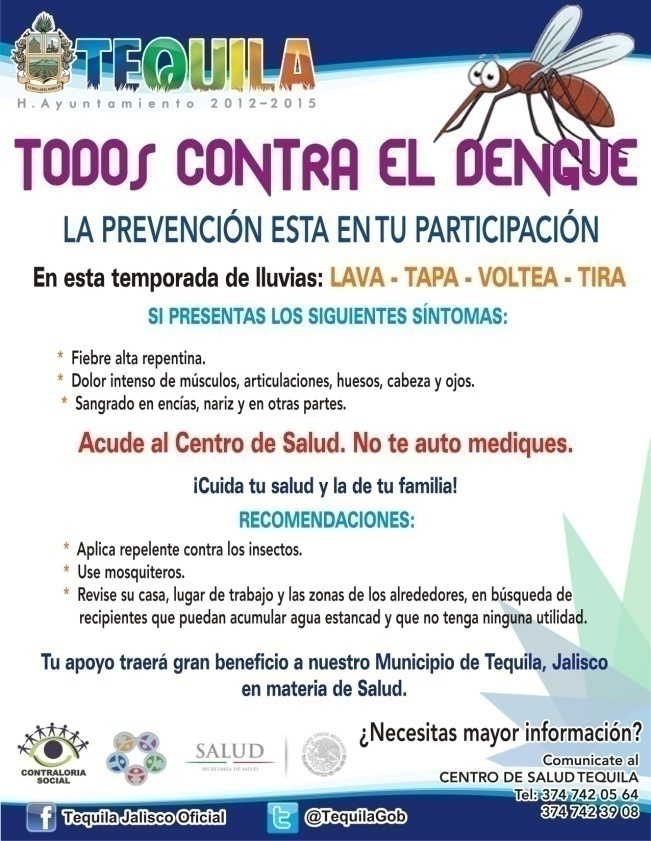 TEQUILA
H. Ayuntamiento 2012-2015
TODOS CONTRA EL DENGUE
LA PREVENCIÓN ESTA EN TU PARTICIPACIÓN
En esta temporada de lluvias: LAVA - TAPA - VOLTEA - TIRA
SI PRESENTAS LOS SIGUIENTES SÍNTOMAS:
* Fiebre alta repentina.
* Dolor intenso de músculos, articulaciones, huesos, cabeza y ojos.
* Sangrado en encías, nariz y en otras partes.
Acude al Centro de Salud. No te auto mediques.
¡Cuida tu salud y la de tu familia!
RECOMENDACIONES:
* Aplica repelente contra los insectos.
* Use mosquiteros.
* Revise su casa, lugar de trabajo y las zonas de los alrededores, en búsqueda de
recipientes que puedan acumular agua estancad y que no tenga ninguna utilidad.
Tu apoyo traerá gran beneficio a nuestro Municipio de Tequila, Jalisco
en materia de Salud.
CONTRALORIA
SOCIAL
SALUD
SECRETARÍA DE SALUD
¿Necesitas mayor información?
Comunicate al
CENTRO DE SALUD TEQUILA
Tel: 374 742 05 64
374 742 39 08
f Tequila Jalisco Oficial
t @TequilaGob